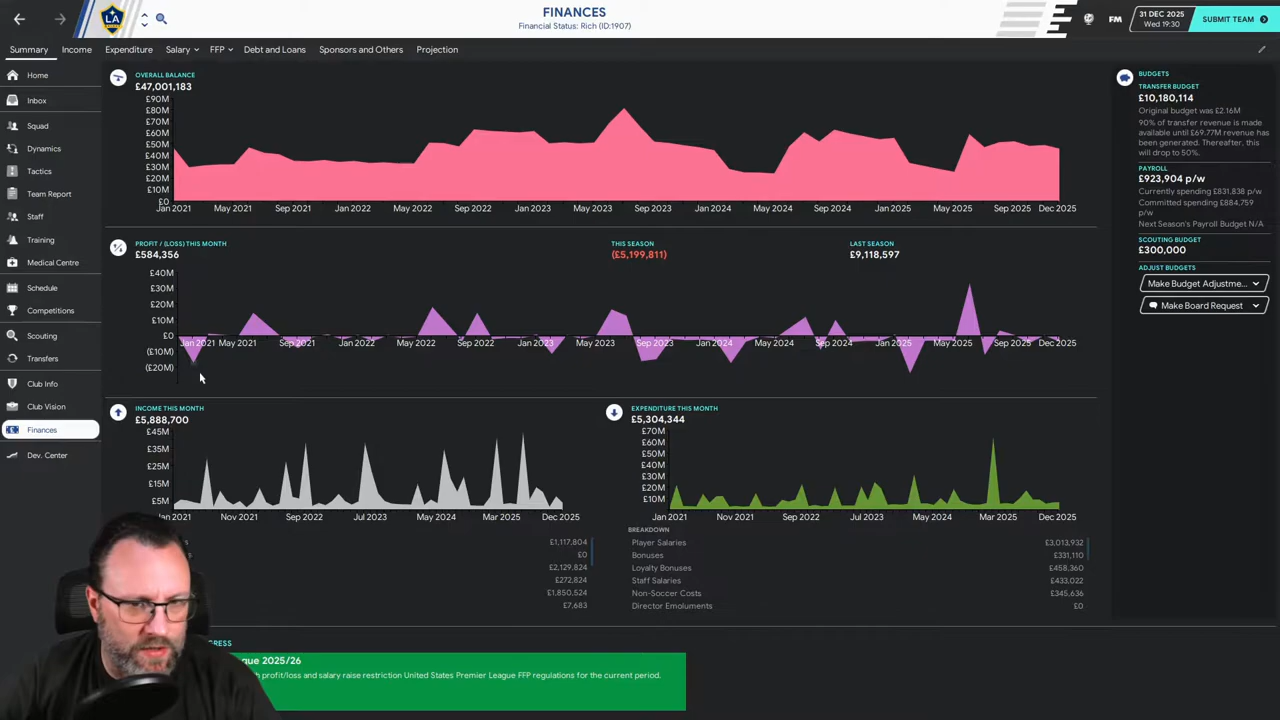 FINANCES
Financial Status: Rich (ID:1907)
LA
FM
31 DEC 2025
Wed 19:30
SUBMIT TEAM
Summary
Income
Expenditure
Salary
FFP
Debt and Loans
Sponsors and Others
Projection
Home
Inbox
Squad
Dynamics
Tactics
Team Report
Staff
Training
Medical Centre
Schedule
Competitions
Scouting
Transfers
Club Info
Club Vision
Finances
Dev. Center
OVERALL BALANCE
£47,001,183
£90M
£80M
£70M
£60M
£50M
£40M
£30M
£20M
£10M
£0
Jan 2021 May 2021 Sep 2021 Jan 2022 May 2022 Sep 2022 Jan 2023 May 2023 Sep 2023 Jan 2024 May 2024 Sep 2024 Jan 2025 May 2025 Sep 2025 Dec 2025
PROFIT / (LOSS) THIS MONTH
£584,356
THIS SEASON
(£5,199,811)
LAST SEASON
£9,118,597
£40M
£30M
£20M
£10M
£0
(£10M)
(£20M)
Jan 2021 May 2021 Sep 2021 Jan 2022 May 2022 Sep 2022 Jan 2023 May 2023 Sep 2023 Jan 2024 May 2024 Sep 2024 Jan 2025 May 2025 Sep 2025 Dec 2025
INCOME THIS MONTH
£5,888,700
£45M
£35M
£25M
£15M
£5M
an 2021 Nov 2021 Sep 2022 Jul 2023 May 2024 Mar 2025 Dec 2025
£1,117,804
£0
£2,129,824
£272,824
£1,850,524
£7,683
EXPENDITURE THIS MONTH
£5,304,344
£70M
£60M
£50M
£40M
£30M
£20M
£10M
Jan 2021 Nov 2021 Sep 2022 Jul 2023 May 2024 Mar 2025 Dec 2025
BREAKDOWN
Player Salaries £3,013,932
Bonuses £331,110
Loyalty Bonuses £458,360
Staff Salaries £433,022
Non-Soccer Costs £345,636
Director Emoluments £0
gue 2025/26
profit/loss and salary raise restriction United States Premier League FFP regulations for the current period.
BUDGETS
TRANSFER BUDGET
£10,180,114
Original budget was £2.16M
90% of transfer revenue is made
available until £69.77M revenue has
been generated. Thereafter, this
will drop to 50%.
PAYROLL
£923,904 p/w
Currently spending £831,838 p/w
Committed spending £884,759
p/w
Next Season's Payroll Budget N/A
SCOUTING BUDGET
£300,000
ADJUST BUDGETS
Make Budget Adjustme...
Make Board Request